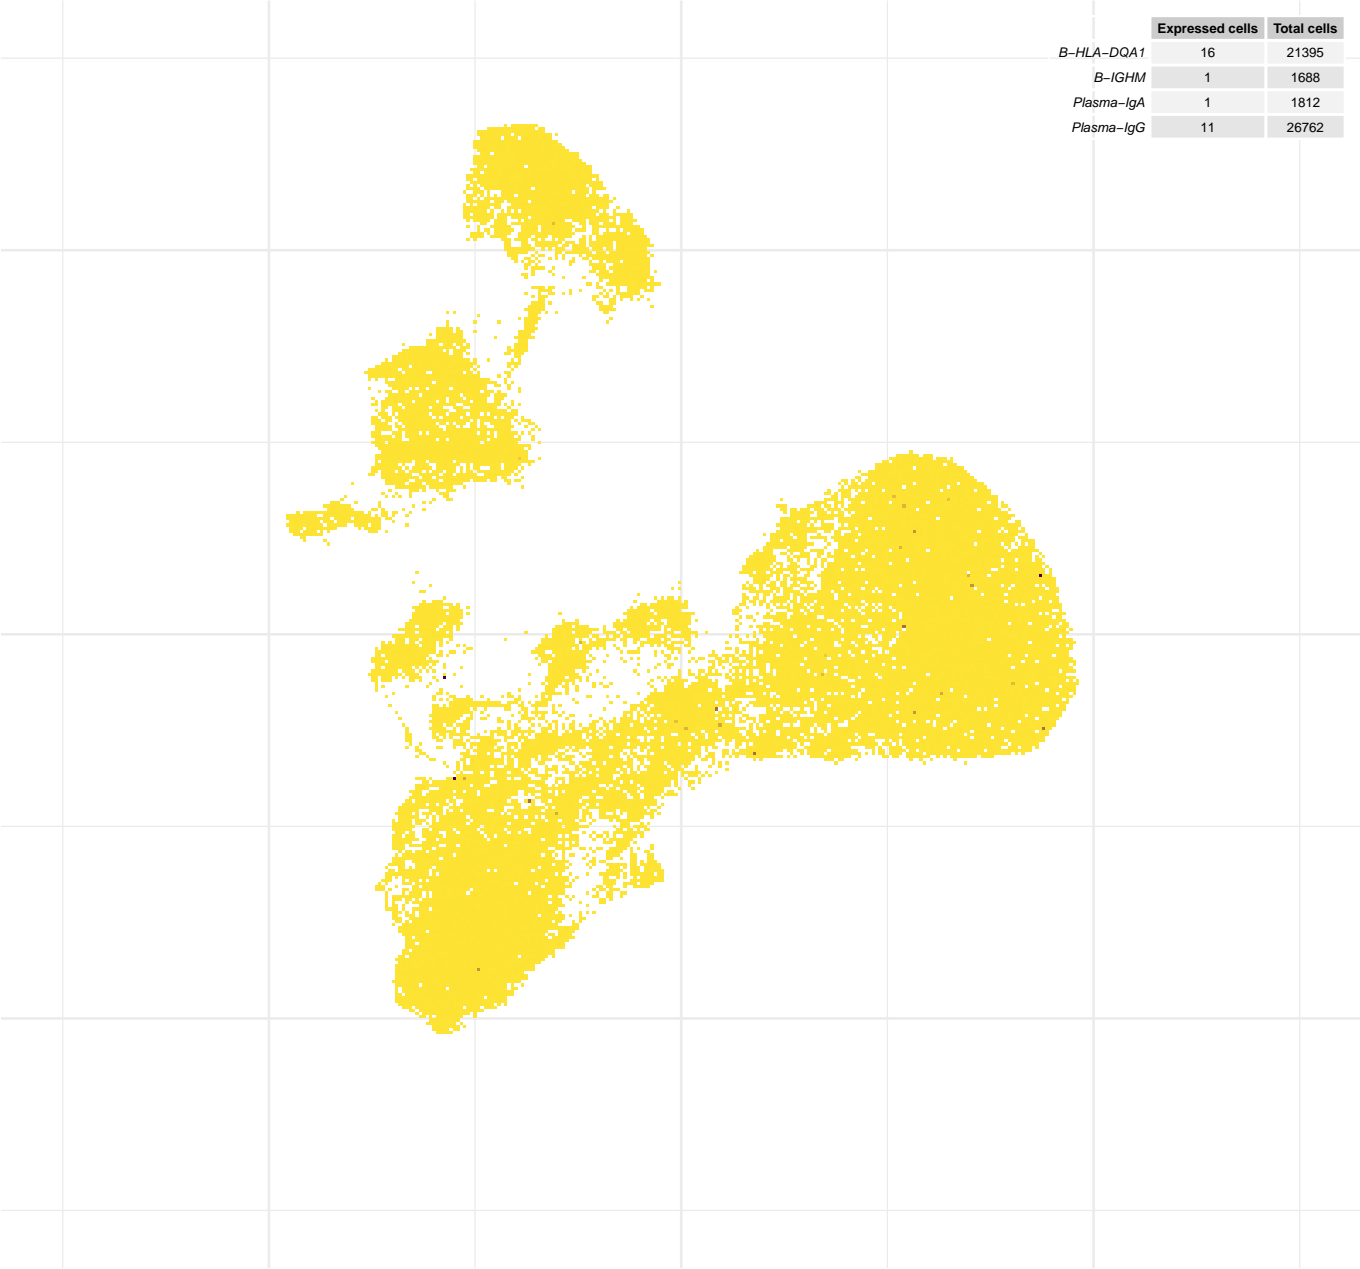 Expressed cells Total cells
B−HLA−DQA1 16 21395
B−IGHM 1 1688
Plasma−IgA 1 1812
Plasma−IgG 11 26762